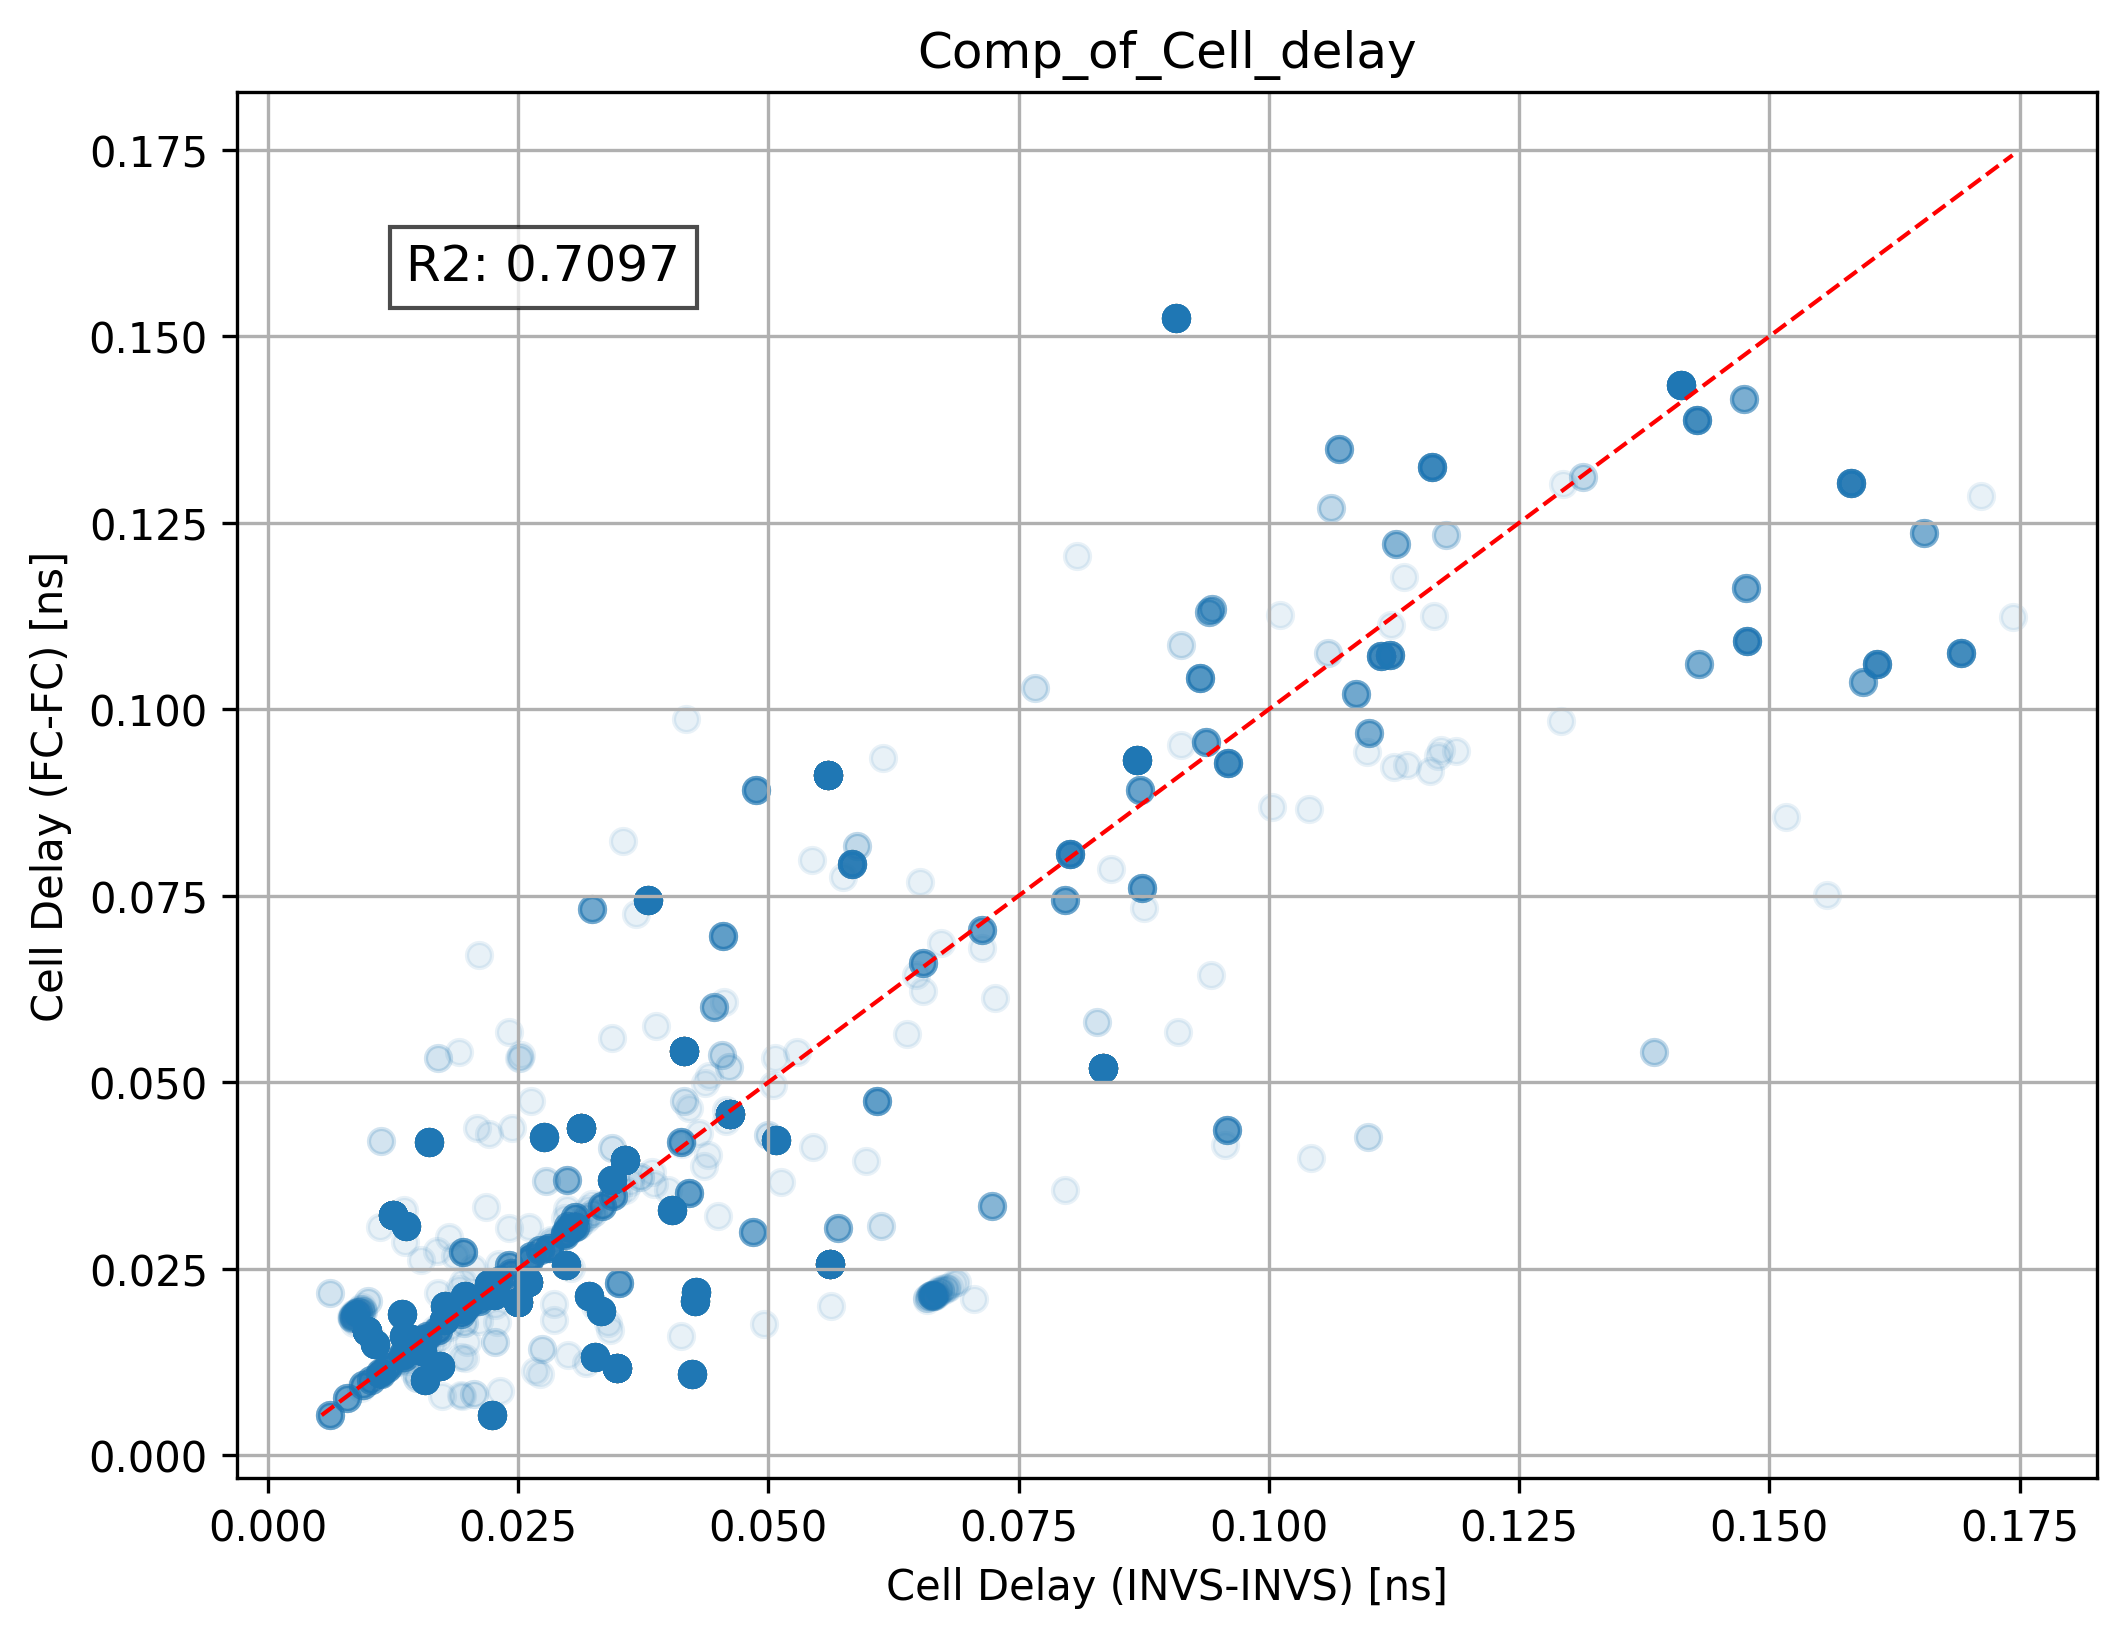 Comp_of_Cell_delay
R2: 0.7097
Cell Delay (FC-FC) [ns]
0.175
0.150
0.125
0.100
0.075
0.050
0.025
0.000
0.000 0.025 0.050 0.075 0.100 0.125 0.150 0.175
Cell Delay (INVS-INVS) [ns]